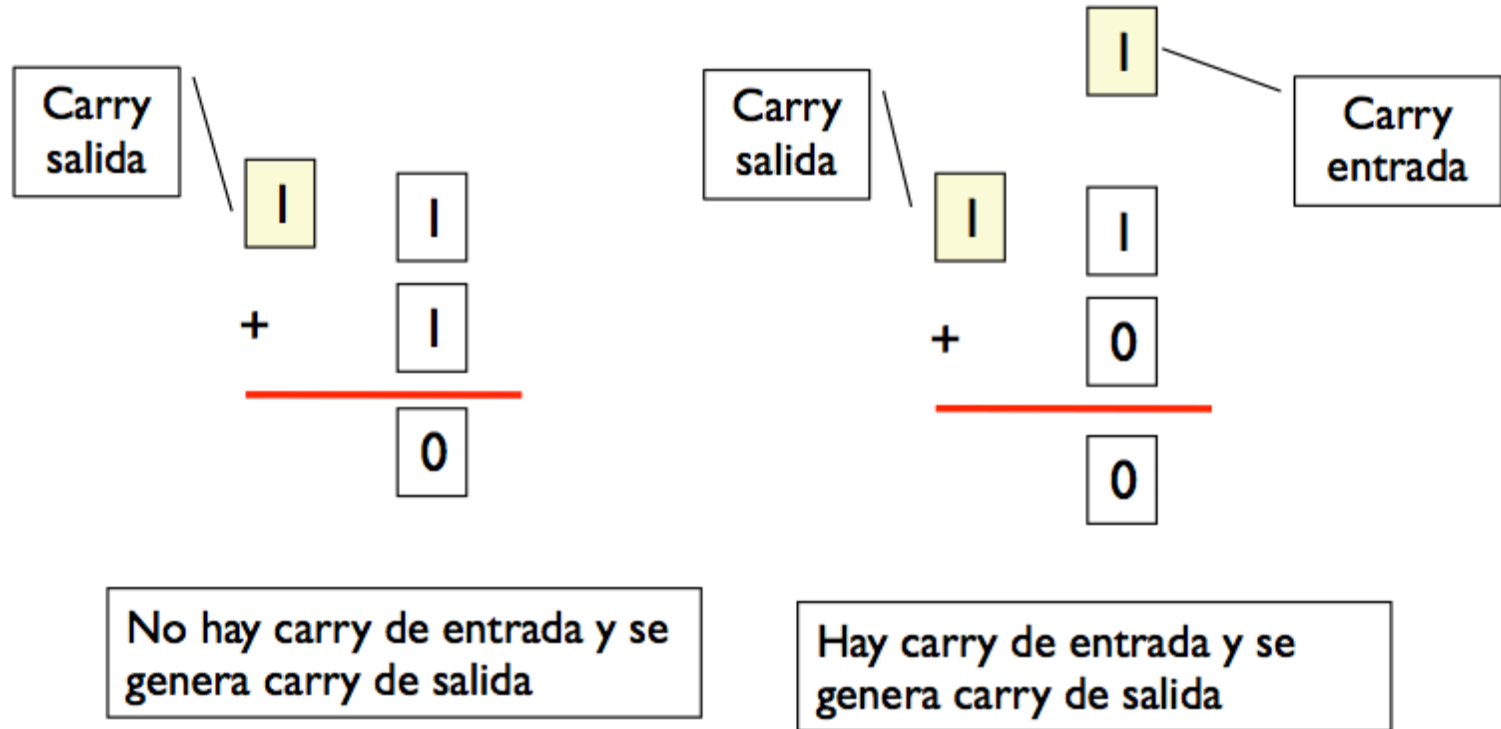 Carry
salida
1
1
+
1
0
No hay carry de entrada y se
genera carry de salida
1
Carry
entrada
Carry
salida
1
1
+
0
0
Hay carry de entrada y se
genera carry de salida